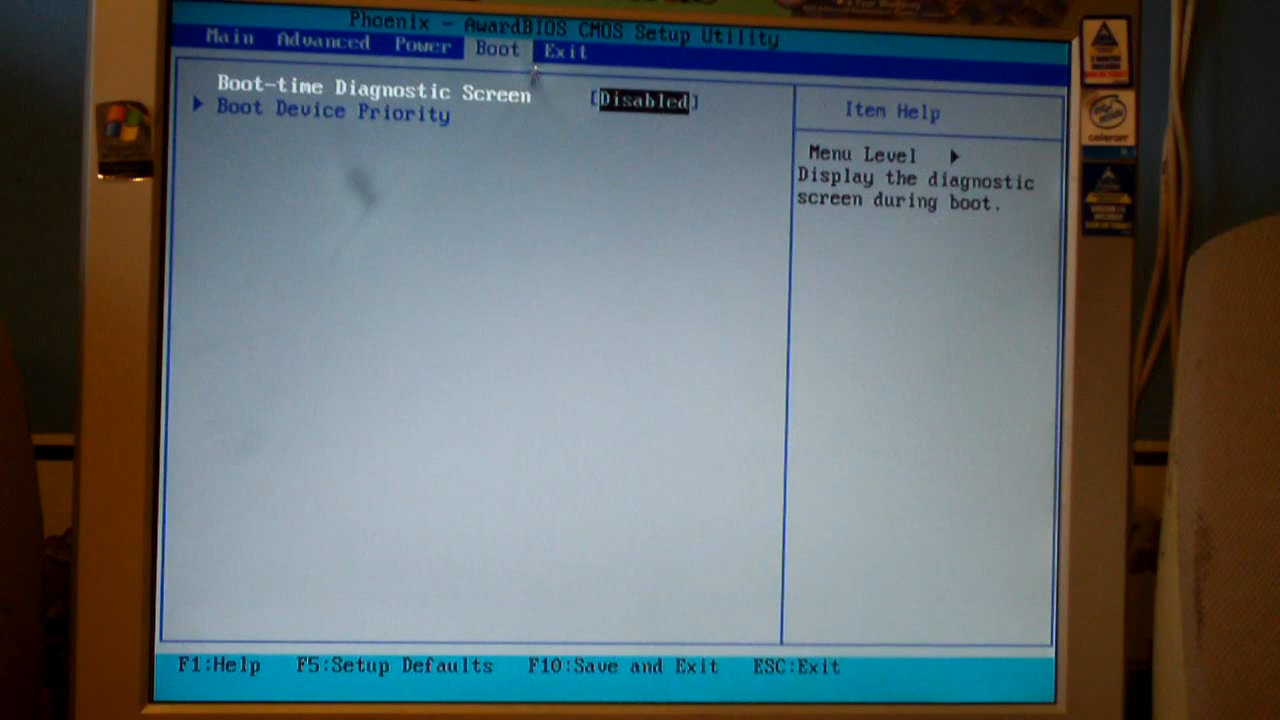 Phoenix - AwardBIOS CMOS Setup Utility
Main Advanced Power Boot Exit
Boot-time Diagnostic Screen [Disabled]
Boot Device Priority
Item Help
Menu Level
Display the diagnostic
screen during boot.
F1:Help F5:Setup Defaults F10:Save and Exit ESC:Exit
intel
celeron